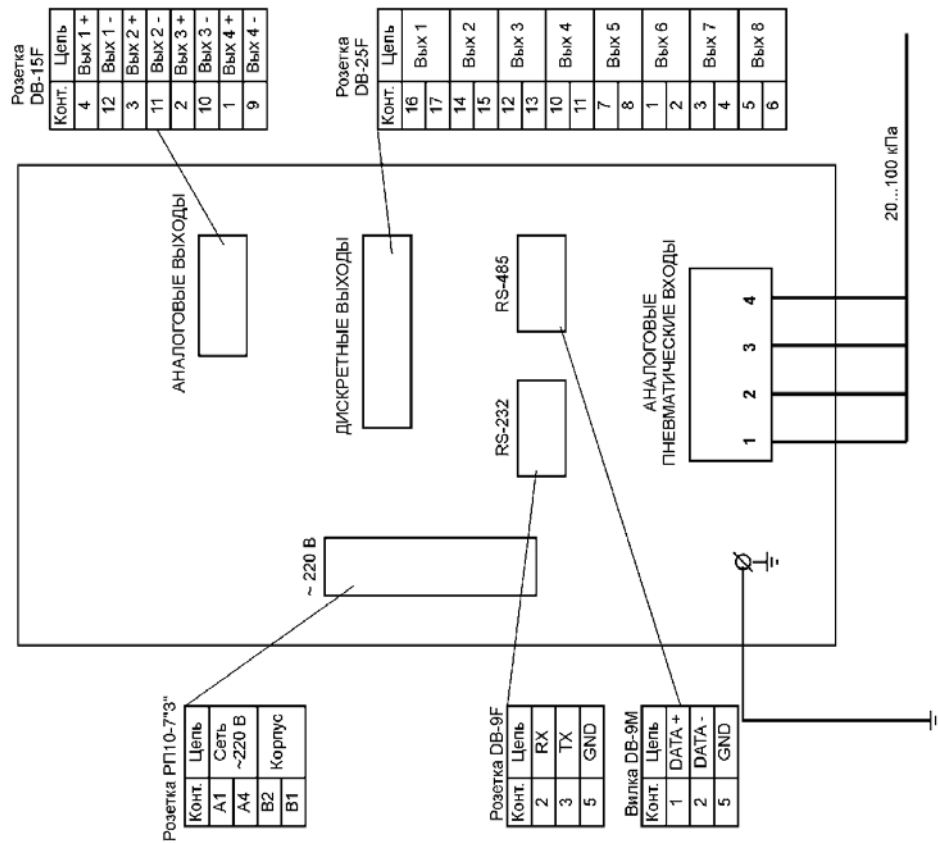 Розетка РП10-7"3"
Конт. Цепь
A1 Сеть
A4 ~220 В
B2 Корпус
B1
Розетка DB-9F
Конт. Цепь
2 RX
3 TX
5 GND
Вилка DB-9M
Конт. Цепь
1 DATA +
2 DATA -
5 GND
~ 220 В
АНАЛОГОВЫЕ ВЫХОДЫ
ДИСКРЕТНЫЕ ВЫХОДЫ
RS-232
RS-485
АНАЛОГОВЫЕ
ПНЕВМАТИЧЕСКИЕ ВХОДЫ
1 2 3 4
20...100 кПа
Розетка
DB-15F
Конт. Цепь
4 Вых 1 +
12 Вых 1 -
3 Вых 2 +
11 Вых 2 -
2 Вых 3 +
10 Вых 3 -
1 Вых 4 +
9 Вых 4 -
Розетка
DB-25F
Конт. Цепь
16 Вых 1
17
14 Вых 2
15
12 Вых 3
13
10 Вых 4
11
7 Вых 5
8
1 Вых 6
2
3 Вых 7
4
5 Вых 8
6